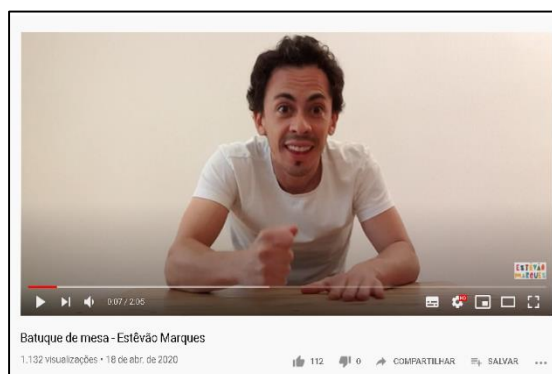 ESTÊVÃO
MARQUES
0:07 / 2:05
HD
Batuque de mesa - Estêvão Marques
1.132 visualizações • 18 de abr. de 2020
112
0
COMPARTILHAR
SALVAR